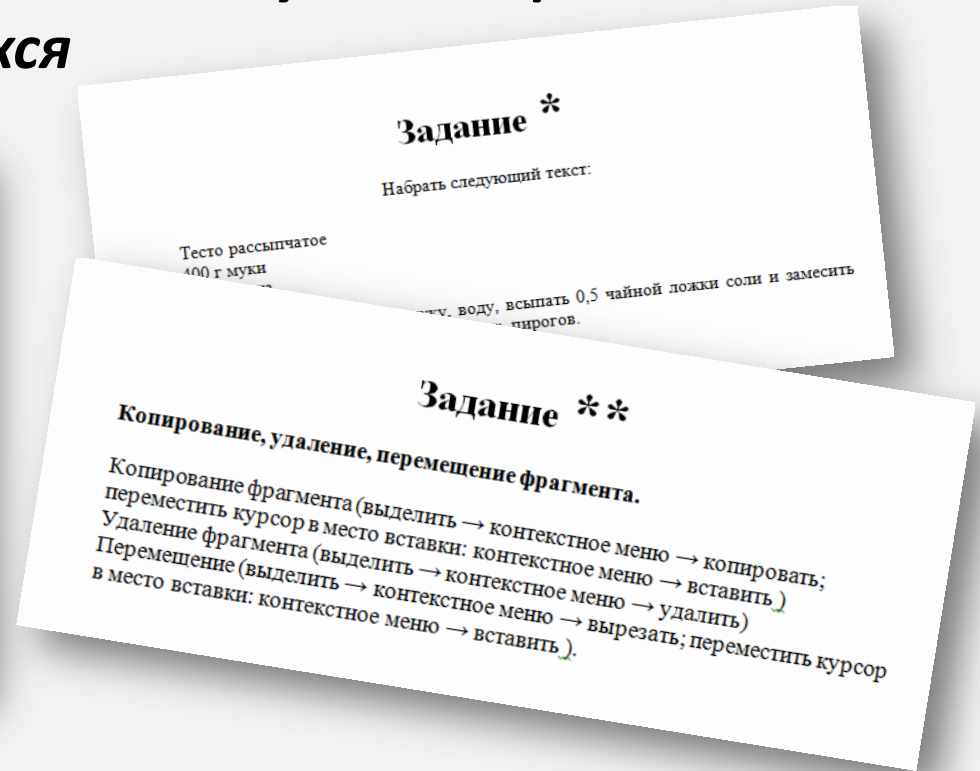 хся
Задание *
Набрать следующий текст:
Тесто рассыпчатое
400 г муки
воду, всыпать 0,5 чайной ложки соли и замесить
пирогов.
Задание **
Копирование, удаление, перемещение фрагмента.
Копирование фрагмента (выделить → контекстное меню → копировать;
переместить курсор в место вставки: контекстное меню → вставить )
Удаление фрагмента (выделить → контекстное меню → удалить)
Перемещение (выделить → контекстное меню → вырезать; переместить курсор
в место вставки: контекстное меню → вставить ).